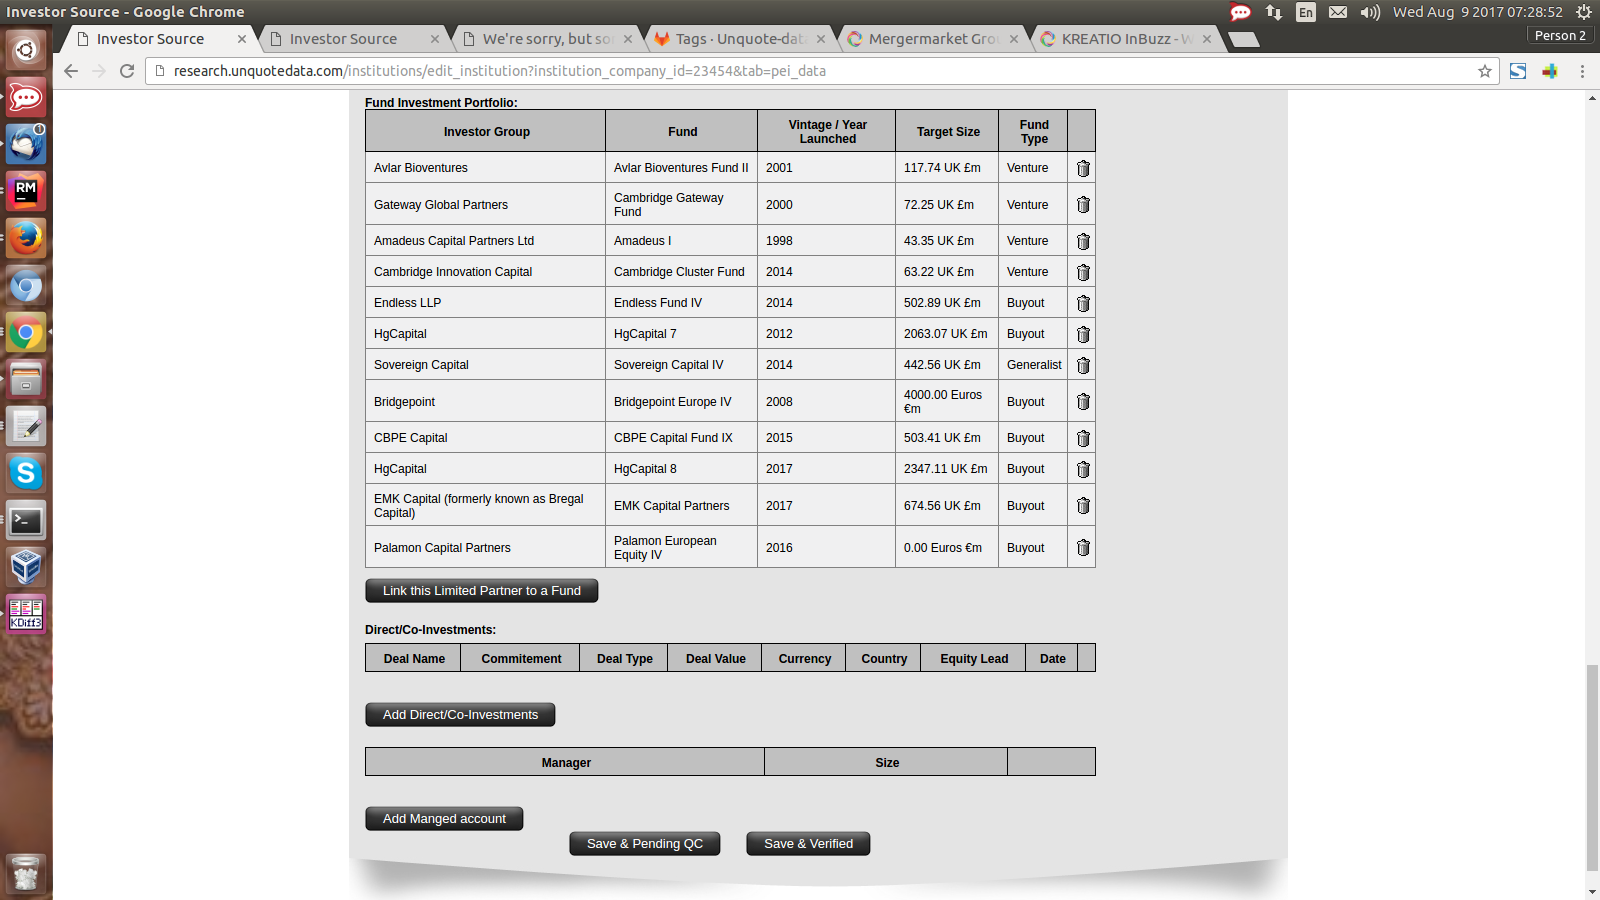 Investor Source - Google Chrome
En
Wed Aug 9 2017 07:28:52
Investor Source
Investor Source
We're sorry, but so
Tags · Unquote-dat
Mergermarket Gro
KREATIO InBuzz - W
Person 2
research.unquotedata.com/institutions/edit_institution?institution_company_id=23454&tab=pei_data
Fund Investment Portfolio:
Investor Group Fund Vintage / Year Launched Target Size Fund Type
Avlar Bioventures Avlar Bioventures Fund II 2001 117.74 UK £m Venture
Gateway Global Partners Cambridge Gateway Fund 2000 72.25 UK £m Venture
Amadeus Capital Partners Ltd Amadeus I 1998 43.35 UK £m Venture
Cambridge Innovation Capital Cambridge Cluster Fund 2014 63.22 UK £m Venture
Endless LLP Endless Fund IV 2014 502.89 UK £m Buyout
HgCapital HgCapital 7 2012 2063.07 UK £m Buyout
Sovereign Capital Sovereign Capital IV 2014 442.56 UK £m Generalist
Bridgepoint Bridgepoint Europe IV 2008 4000.00 Euros €m Buyout
CBPE Capital CBPE Capital Fund IX 2015 503.41 UK £m Buyout
HgCapital HgCapital 8 2017 2347.11 UK £m Buyout
EMK Capital (formerly known as Bregal Capital) EMK Capital Partners 2017 674.56 UK £m Buyout
Palamon Capital Partners Palamon European Equity IV 2016 0.00 Euros €m Buyout
Link this Limited Partner to a Fund
Direct/Co-Investments:
Deal Name Commitement Deal Type Deal Value Currency Country Equity Lead Date
Add Direct/Co-Investments
Manager Size
Add Manged account
Save & Pending QC
Save & Verified
RM
1
KDiff3